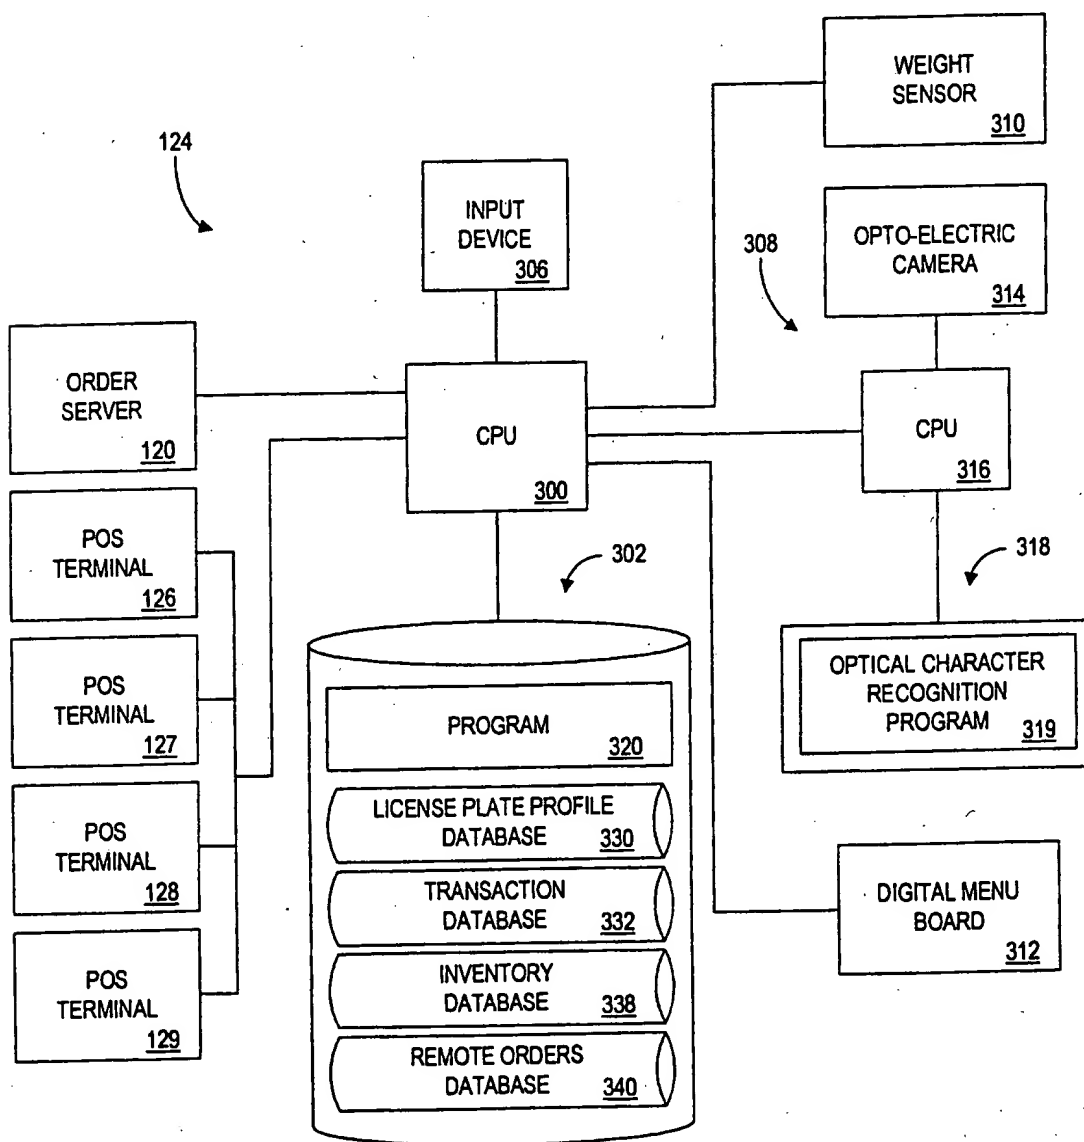 WEIGHT
SENSOR
310
124
INPUT
DEVICE
306
308
OPTO-ELECTRIC
CAMERA
314
ORDER
SERVER
120
CPU
300
CPU
316
POS
TERMINAL
126
302
318
POS
TERMINAL
127
PROGRAM
320
OPTICAL CHARACTER
RECOGNITION
PROGRAM
319
LICENSE PLATE PROFILE
DATABASE
330
POS
TERMINAL
128
TRANSACTION
DATABASE
332
DIGITAL MENU
BOARD
312
POS
TERMINAL
129
INVENTORY
DATABASE
338
REMOTE ORDERS
DATABASE
340